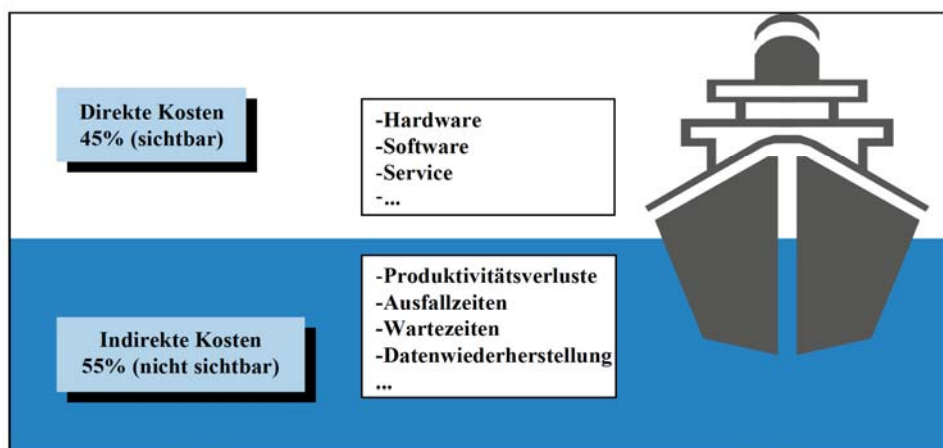 Direkte Kosten
45% (sichtbar)
-Hardware
-Software
-Service
-...
-Produktivitätsverluste
-Ausfallzeiten
-Wartezeiten
-Datenwiederherstellung
...
Indirekte Kosten
55% (nicht sichtbar)